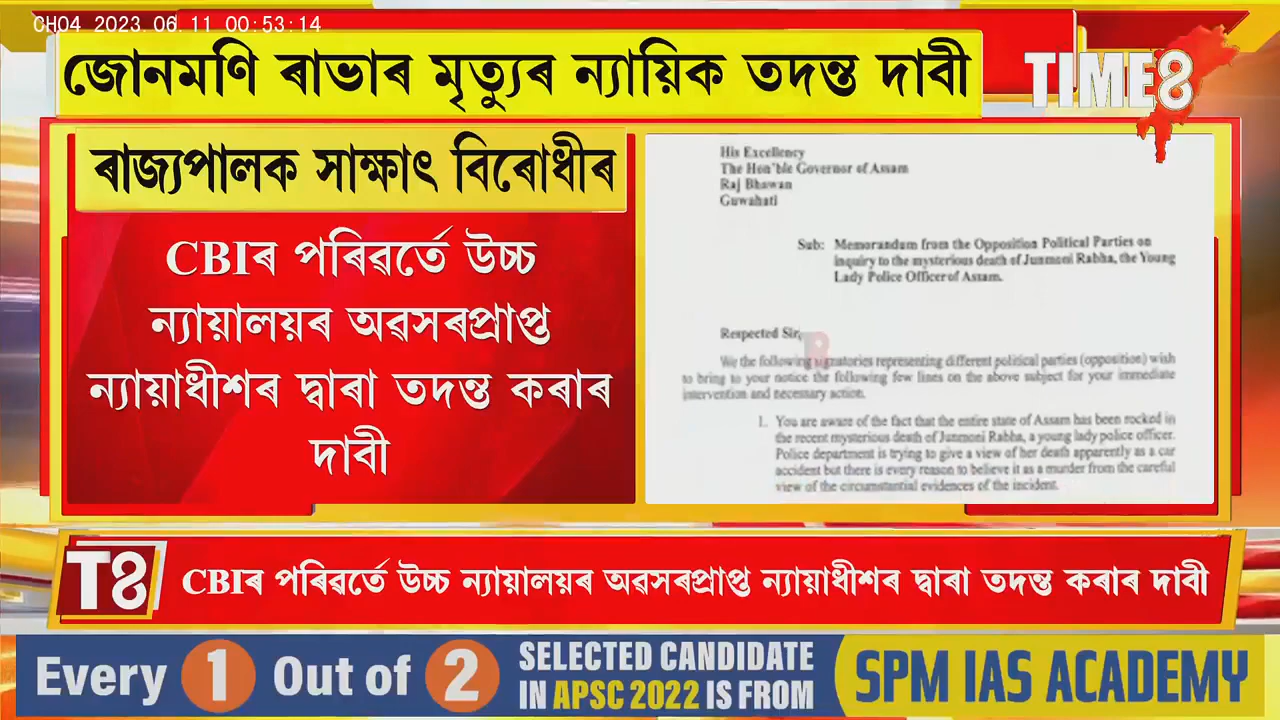 CH04 2023.06.11 00:53:14
জোনমণি ৰাভাৰ মৃত্যুৰ ন্যায়িক তদন্ত দাবী
TIME8
ৰাজ্যপালক সাক্ষাৎ বিৰোধীৰ
CBIৰ পৰিৱৰ্তে উচ্চ
ন্যায়ালয়ৰ অৱসৰপ্ৰাপ্ত
ন্যায়াধীশৰ দ্বাৰা তদন্ত কৰাৰ
দাবী
His Excellency
The Hon'ble Governor of Assam
Raj Bhawan
Guwahati
Sub: Memorandum from the Opposition Political Parties on
inquiry to the mysterious death of Junmoni Rabha, the Young
Lady Police Officer of Assam.
Respected Sir,
We the following signatories representing different political parties (opposition) wish
to bring to your notice the following few lines on the above subject for your immediate
intervention and necessary action.
1. You are aware of the fact that the entire state of Assam has been rocked in
the recent mysterious death of Junmoni Rabha, a young lady police officer.
Police department is trying to give a view of her death apparently as a car
accident but there is every reason to believe it as a murder from the careful
view of the circumstantial evidences of the incident.
T8
CBIৰ পৰিৱৰ্তে উচ্চ ন্যায়ালয়ৰ অৱসৰপ্ৰাপ্ত ন্যায়াধীশৰ দ্বাৰা তদন্ত কৰাৰ দাবী
Every 1 Out of 2
SELECTED CANDIDATE
IN APSC 2022 IS FROM
SPM IAS ACADEMY